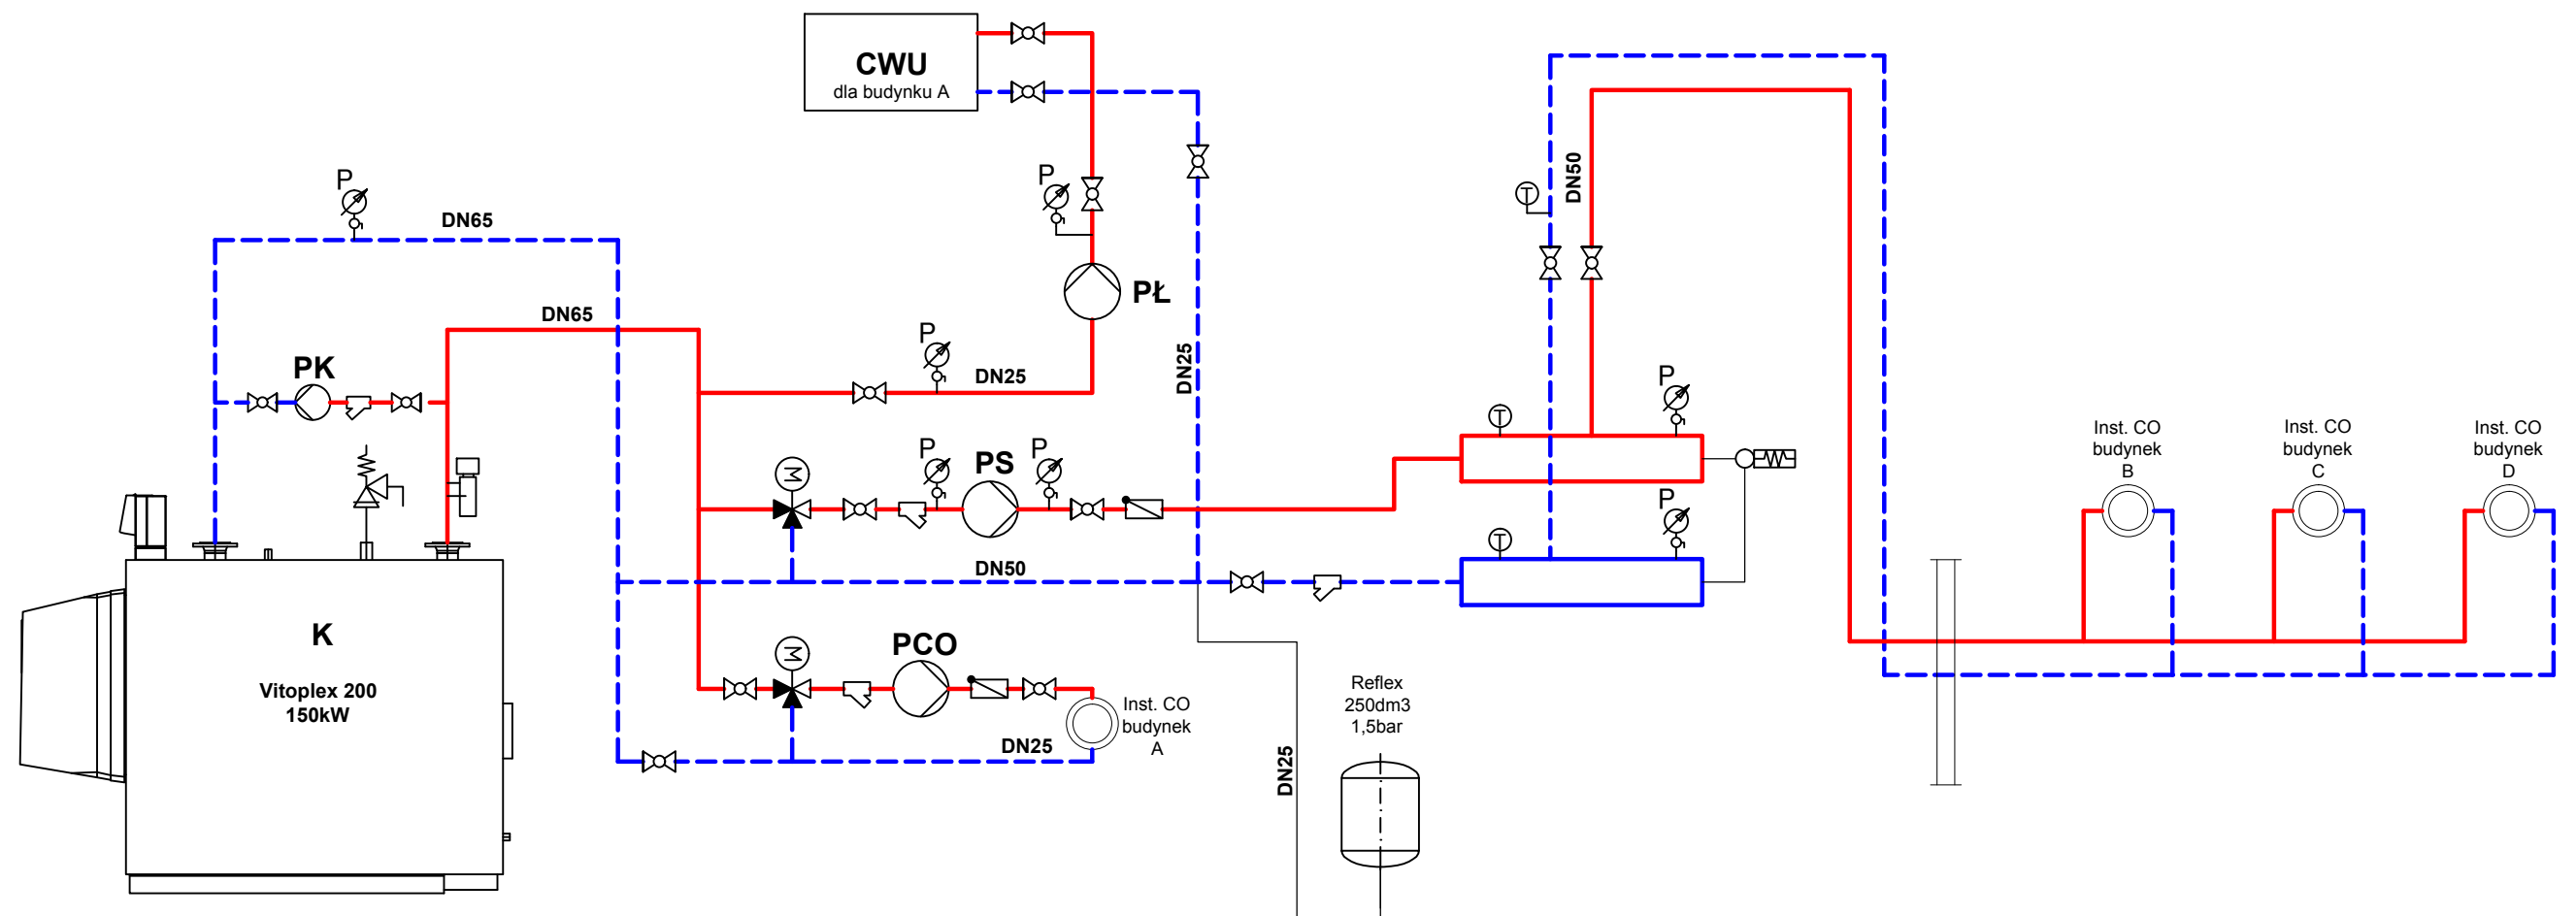 CWU
dla budynku A
P
DN65
P
DN50
T
PŁ
DN65
P
DN25
DN25
PK
P
T
P
PS
P
M
Inst. CO
budynek
B
Inst. CO
budynek
C
Inst. CO
budynek
D
P
T
DN50
K
Vitoplex 200
150kW
M
PCO
Inst. CO
budynek
A
DN25
DN25
Reflex
250dm3
1,5bar